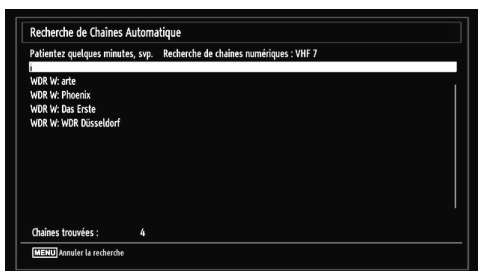 Recherche de Chaînes Automatique
Patientez quelques minutes, svp. Recherche de chaînes numériques : VHF 7
WDR W: arte
WDR W: Phoenix
WDR W: Das Erste
WDR W: WDR Düsseldorf
Chaînes trouvées : 4
MENU Annuler la recherche